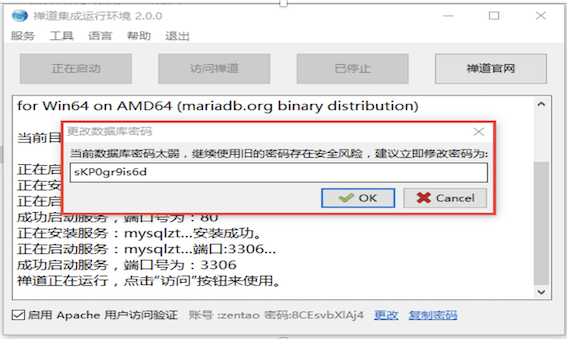 禅道集成运行环境 2.0.0
服务 工具 语言 帮助 退出
正在启动 访问禅道 已停止 禅道官网
for Win64 on AMD64 (mariadb.org binary distribution)
当前目
更改数据库密码
当前数据库密码太弱，继续使用旧的密码存在安全风险，建议立即修改密码为:
sKP0gr9is6d
OK Cancel
正在启
正在安
正在启
成功启动服务，端口号为：80
正在安装服务：mysqlzt...安装成功。
正在启动服务：mysqlzt...端口:3306...
成功启动服务，端口号为：3306
禅道正在运行，点击“访问”按钮来使用。
启用 Apache 用户访问验证 账号 :zentao 密码:8CEsvbXlAj4 更改 复制密码